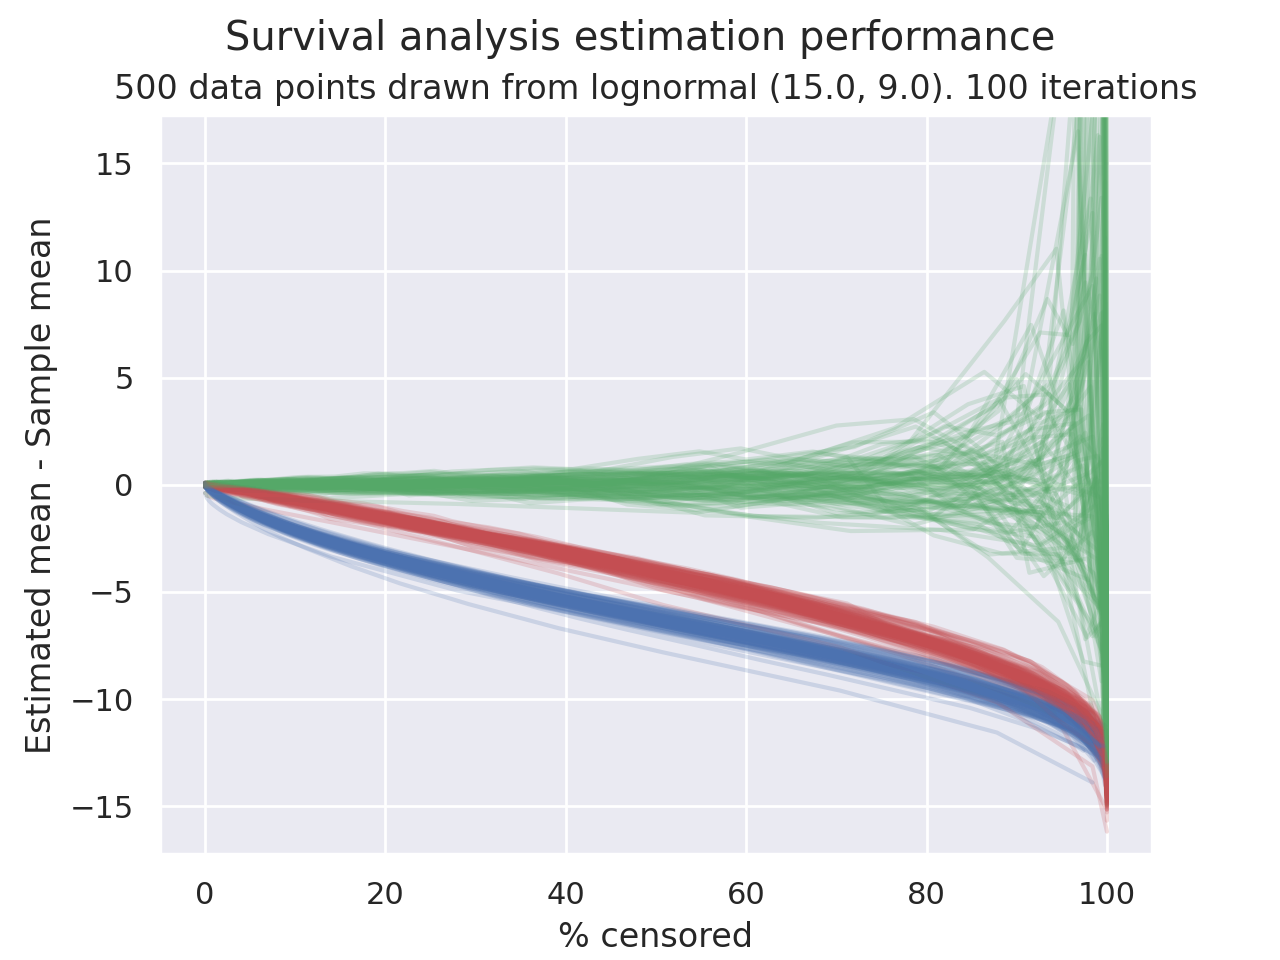 Survival analysis estimation performance
500 data points drawn from lognormal (15.0, 9.0). 100 iterations
Estimated mean - Sample mean
15
10
5
0
−5
−10
−15
0 20 40 60 80 100
% censored